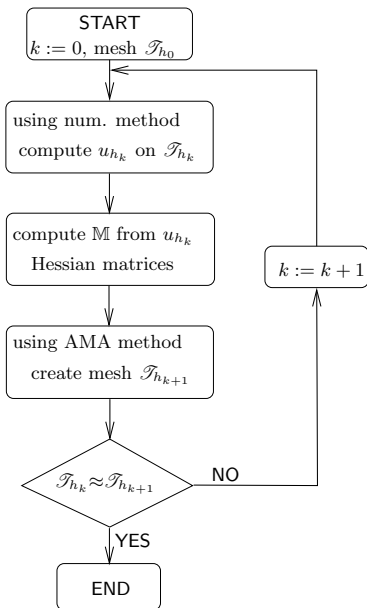 START
k := 0, mesh 𝒯_{h_0}
using num. method
compute u_{h_k} on 𝒯_{h_k}
compute 𝕄 from u_{h_k}
Hessian matrices
k := k + 1
using AMA method
create mesh 𝒯_{h_{k+1}}
𝒯_{h_k} ≈ 𝒯_{h_{k+1}}
NO
YES
END